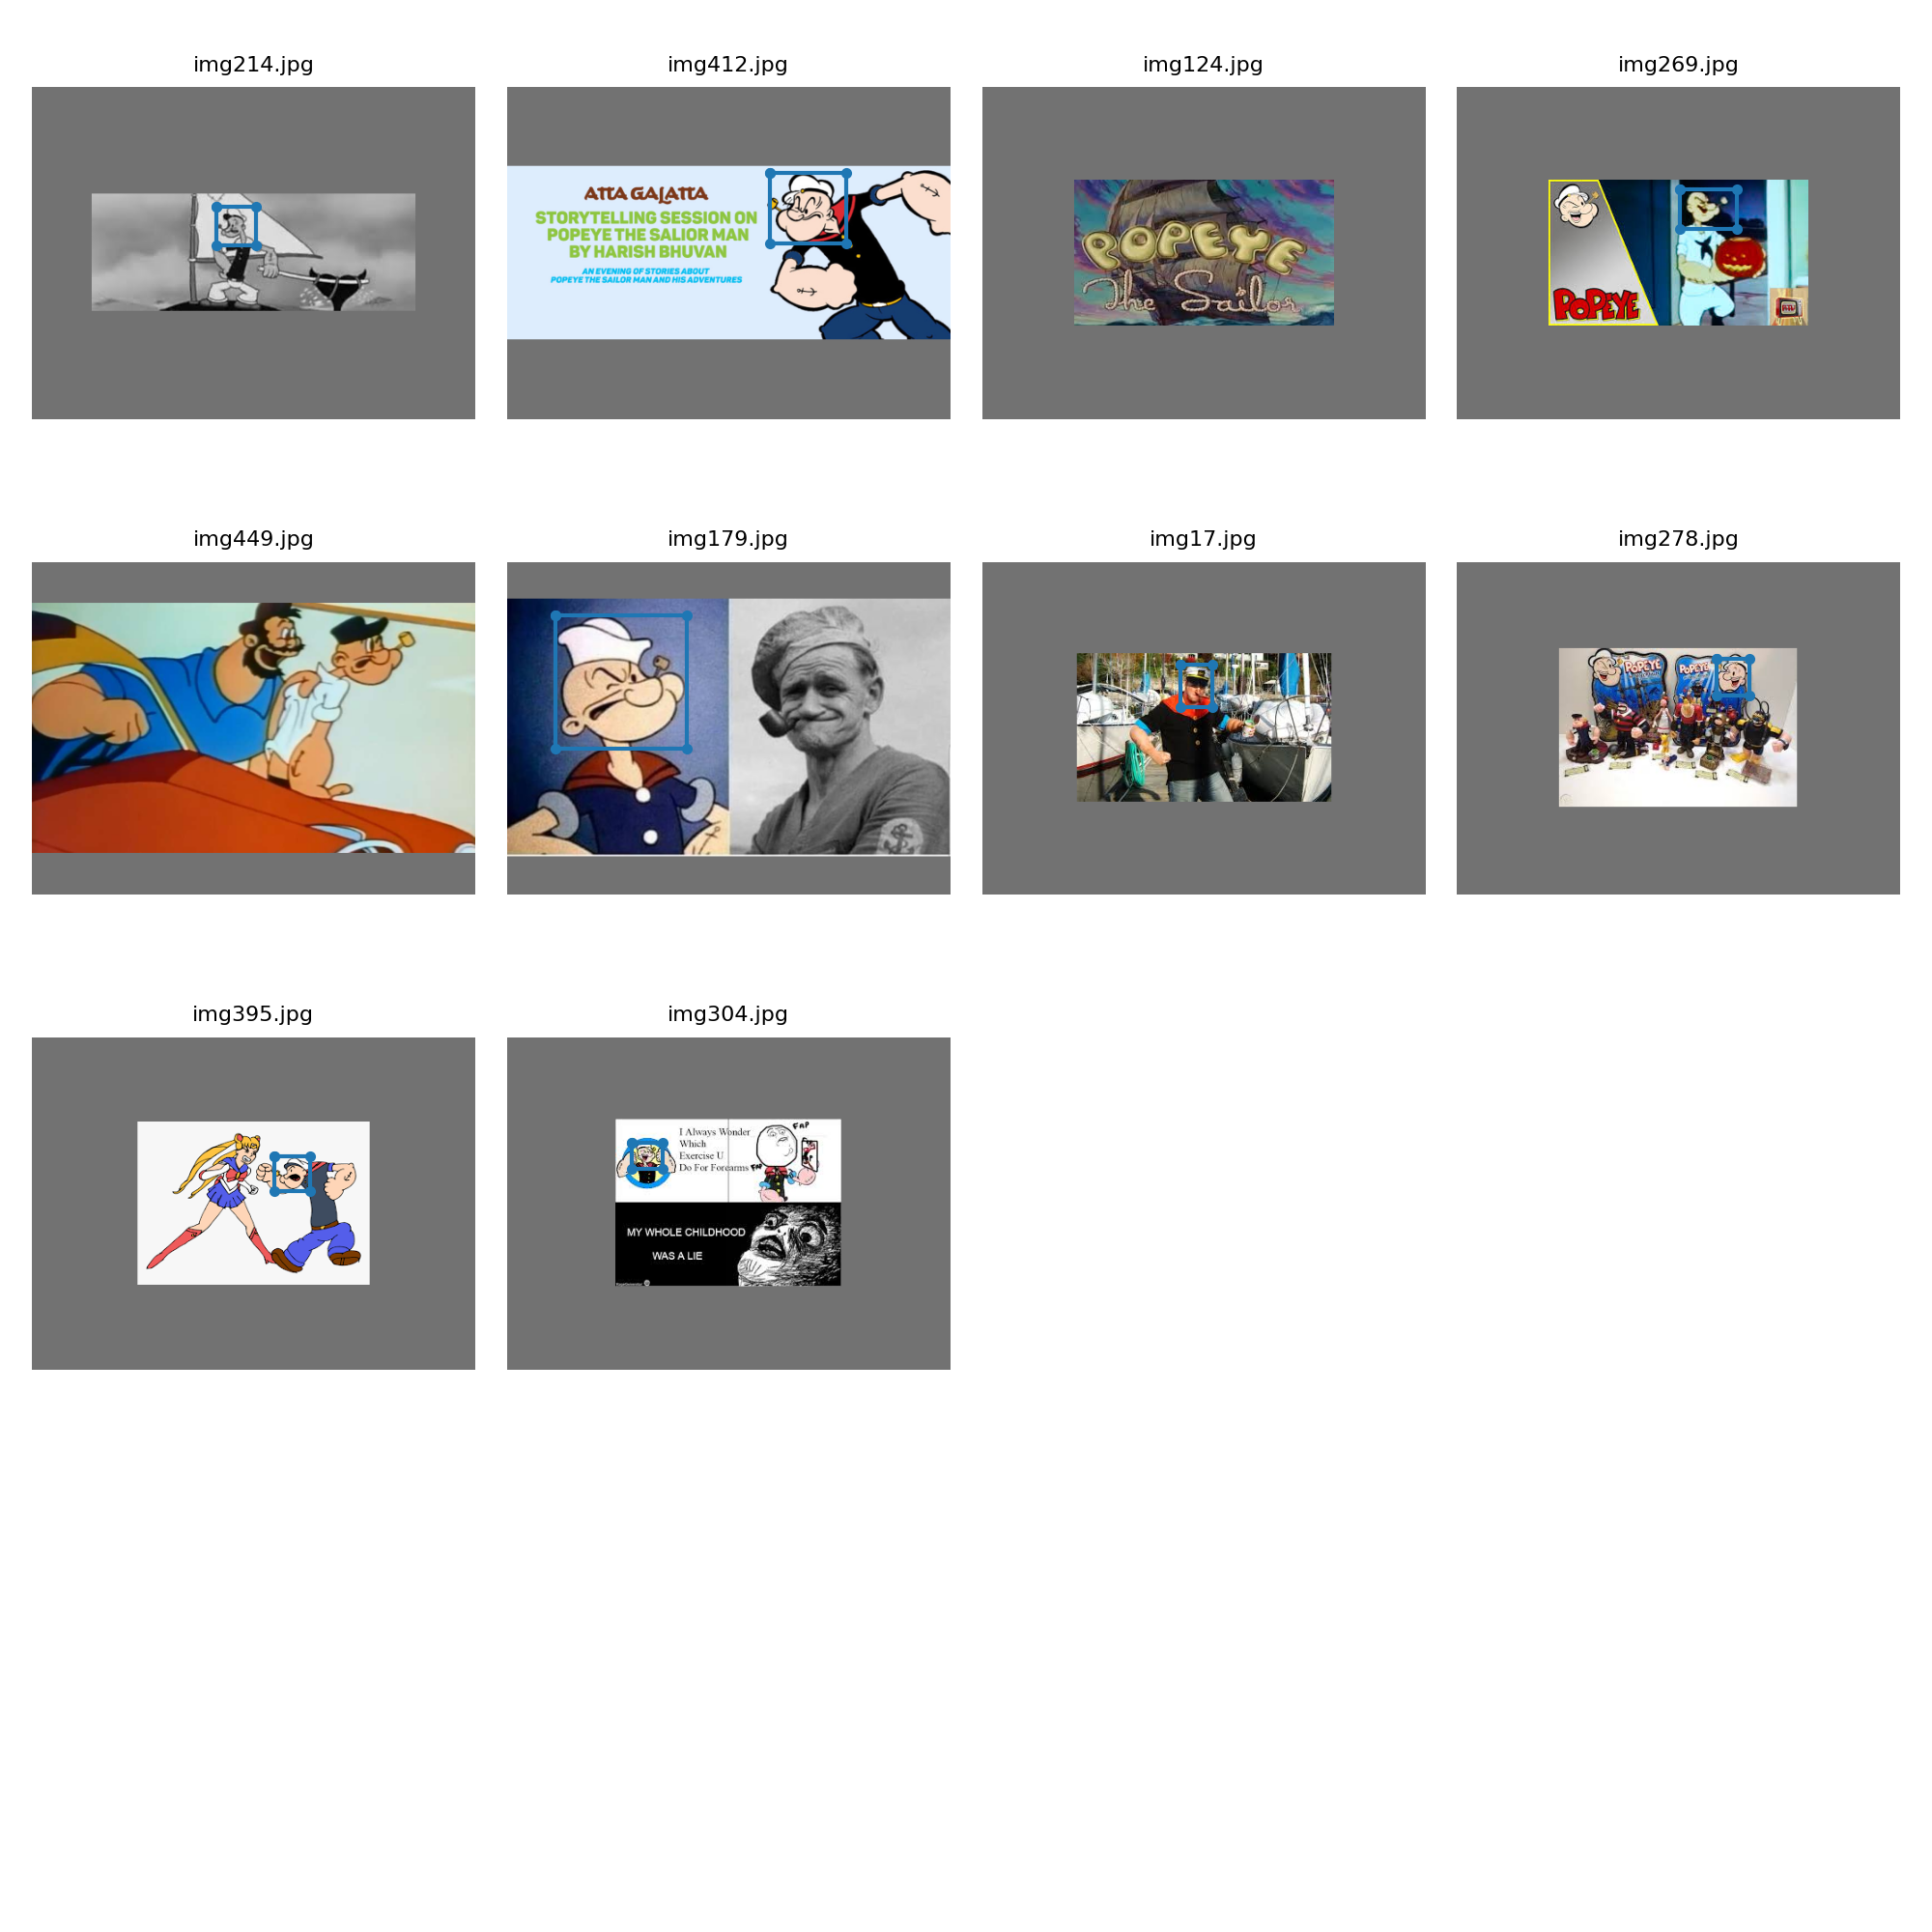 img214.jpg
img412.jpg
img124.jpg
img269.jpg
ATTA GALATTA
STORYTELLING SESSION ON
POPEYE THE SALIOR MAN
BY HARISH BHUVAN
AN EVENING OF STORIES ABOUT
POPEYE THE SAILOR MAN AND HIS ADVENTURES
POPEYE
The Sailor
POPEYE
img449.jpg
img179.jpg
img17.jpg
img278.jpg
POPEYE
POPEYE
img395.jpg
img304.jpg
I Always Wonder
Which
Exercise U
Do For Forearms
FAP
FAP
MY WHOLE CHILDHOOD
WAS A LIE